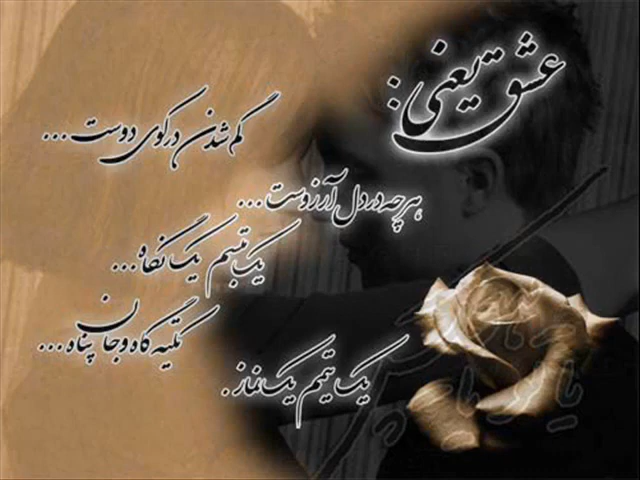 عشق یعنی :
گم شدن در کوی دوست...
هرچه در دل آرزوست...
یک تبسم یک نگاه...
تکیه گاه و جان پناه...
یک تیمم یک نماز.